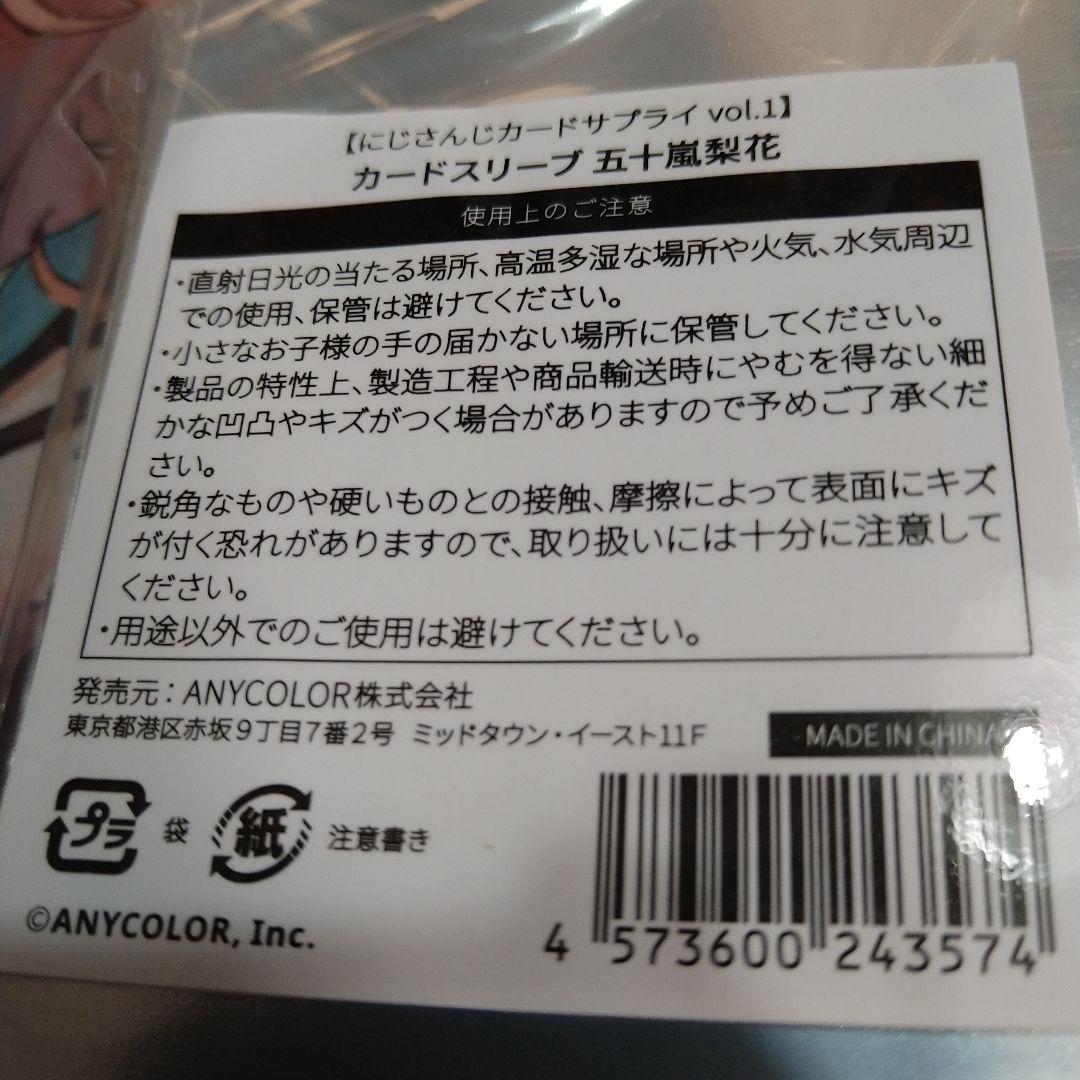 【にじさんじカードサプライ vol.1】
カードスリーブ 五十嵐梨花
使用上のご注意
・直射日光の当たる場所、高温多湿な場所や火気、水気周辺
での使用、保管は避けてください。
・小さなお子様の手の届かない場所に保管してください。
・製品の特性上、製造工程や商品輸送時にやむを得ない細
かな凹凸やキズがつく場合がありますので予めご了承くだ
さい。
・鋭角なものや硬いものとの接触、摩擦によって表面にキズ
が付く恐れがありますので、取り扱いには十分に注意して
ください。
・用途以外でのご使用は避けてください。
発売元：ANYCOLOR株式会社
東京都港区赤坂9丁目7番2号 ミッドタウン・イースト11F
MADE IN CHINA
プラ 袋 紙 注意書き
©ANYCOLOR, Inc.
4 573600 243574